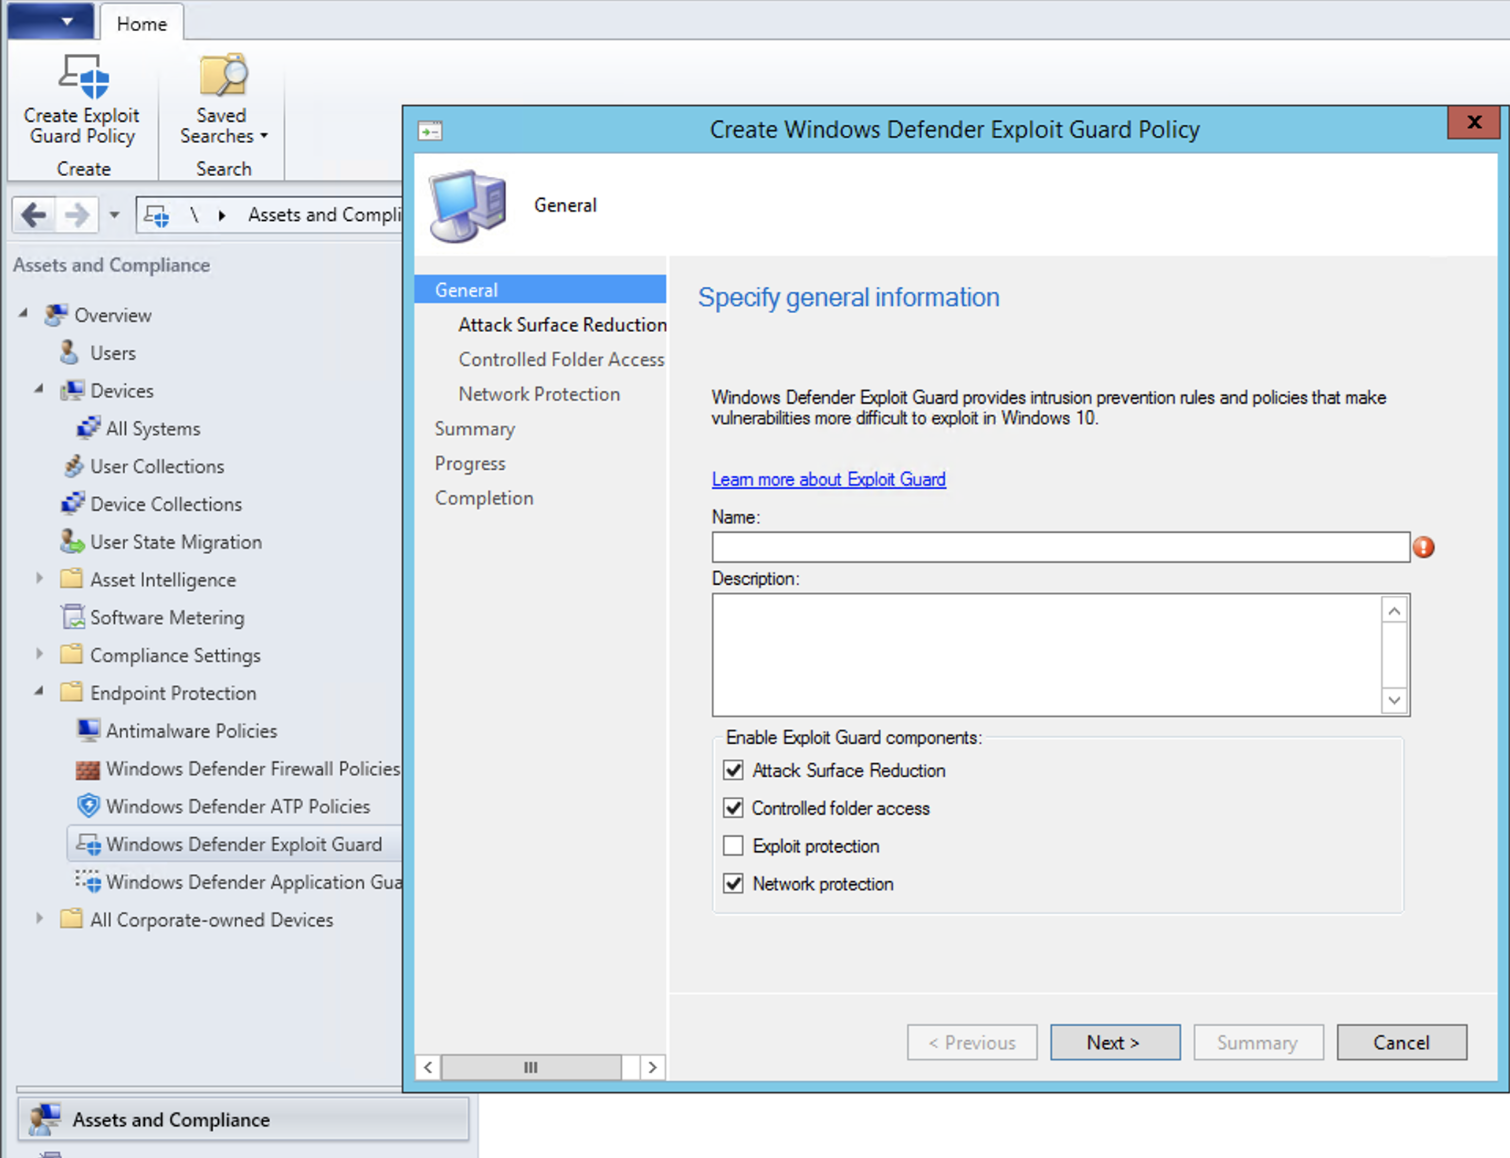 Home
Create Exploit
Guard Policy
Saved
Searches
Create
Search
\ Assets and Compli
Assets and Compliance
Overview
Users
Devices
All Systems
User Collections
Device Collections
User State Migration
Asset Intelligence
Software Metering
Compliance Settings
Endpoint Protection
Antimalware Policies
Windows Defender Firewall Policies
Windows Defender ATP Policies
Windows Defender Exploit Guard
Windows Defender Application Gua
All Corporate-owned Devices
Assets and Compliance
Create Windows Defender Exploit Guard Policy
X
General
General
Attack Surface Reduction
Controlled Folder Access
Network Protection
Summary
Progress
Completion
Specify general information
Windows Defender Exploit Guard provides intrusion prevention rules and policies that make
vulnerabilities more difficult to exploit in Windows 10.
Learn more about Exploit Guard
Name:
Description:
Enable Exploit Guard components:
Attack Surface Reduction
Controlled folder access
Exploit protection
Network protection
< Previous
Next >
Summary
Cancel